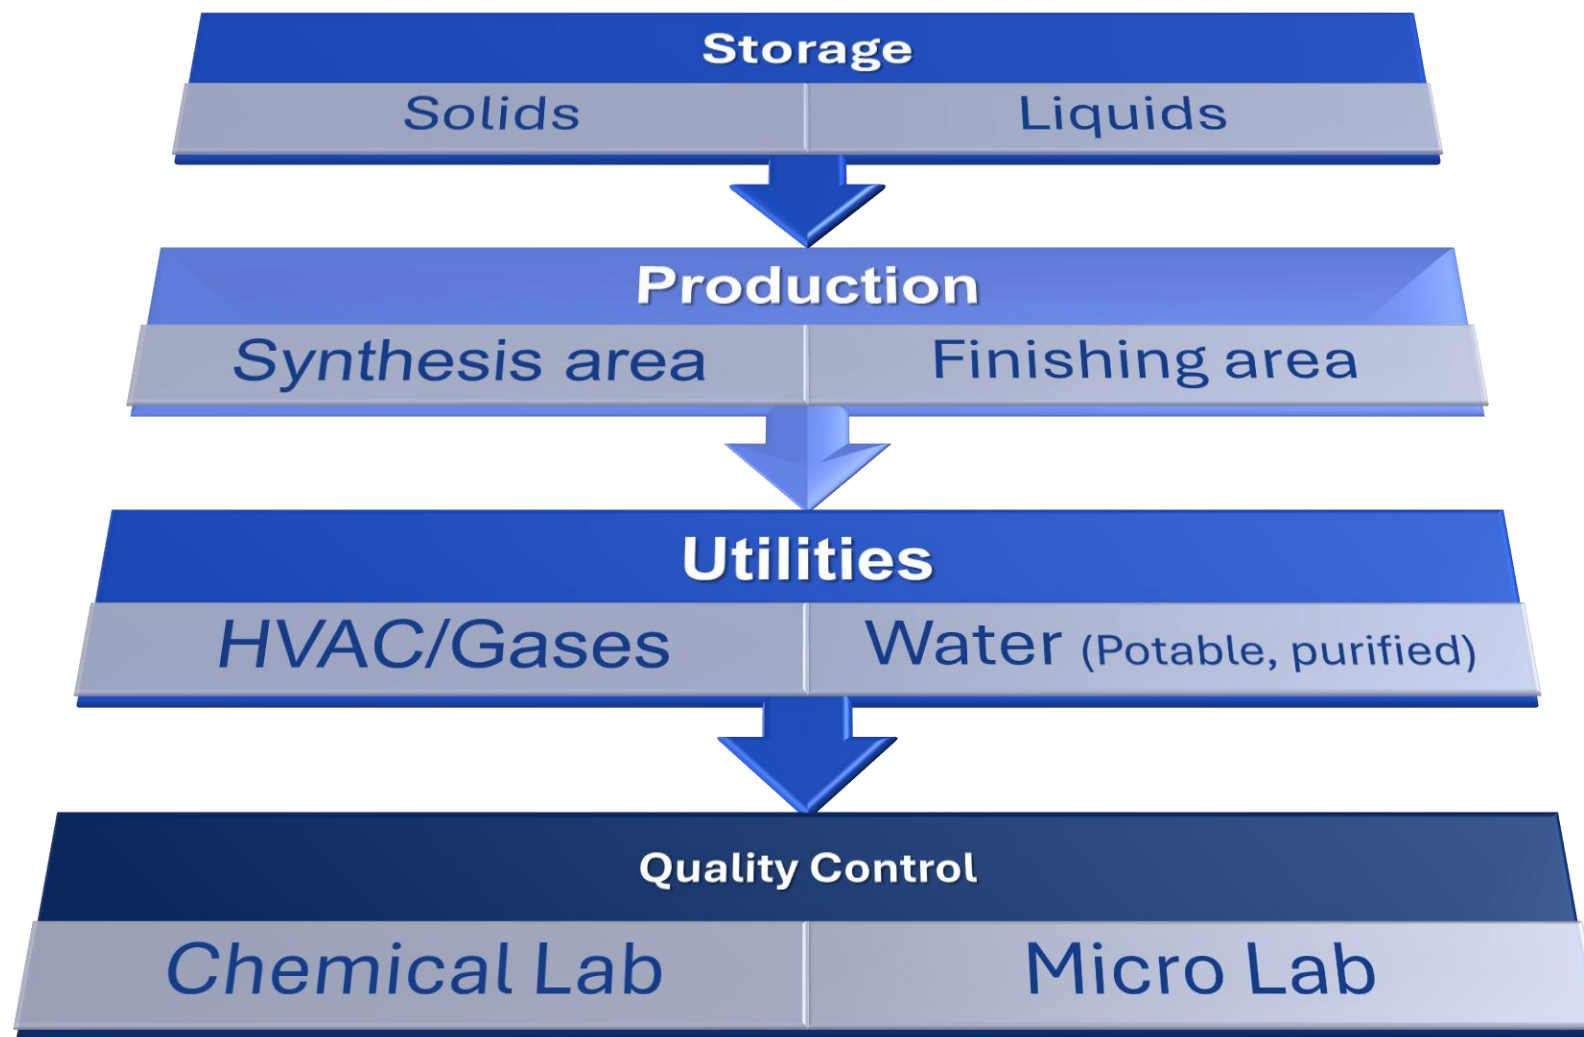 Storage
Solids
Liquids
Production
Synthesis area
Finishing area
Utilities
HVAC/Gases
Water (Potable, purified)
Quality Control
Chemical Lab
Micro Lab